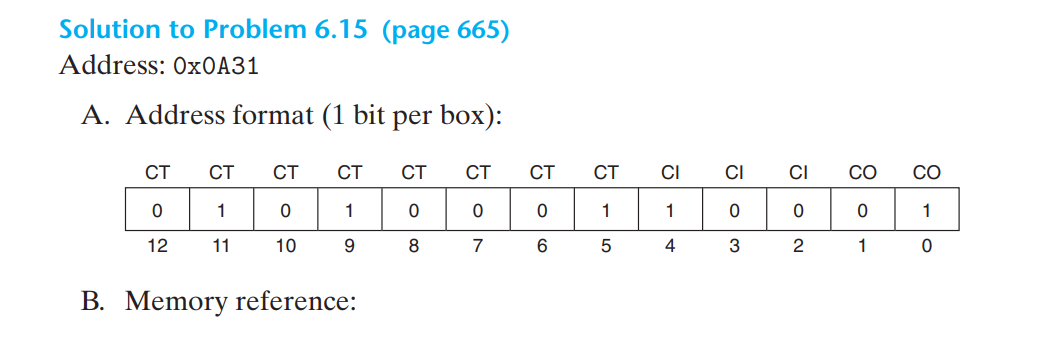 Solution to Problem 6.15 (page 665)
Address: 0x0A31
A. Address format (1 bit per box):
CT CT CT CT CT CT CT CT CI CI CI CO CO
0 1 0 1 0 0 0 1 1 0 0 0 1
12 11 10 9 8 7 6 5 4 3 2 1 0
B. Memory reference: